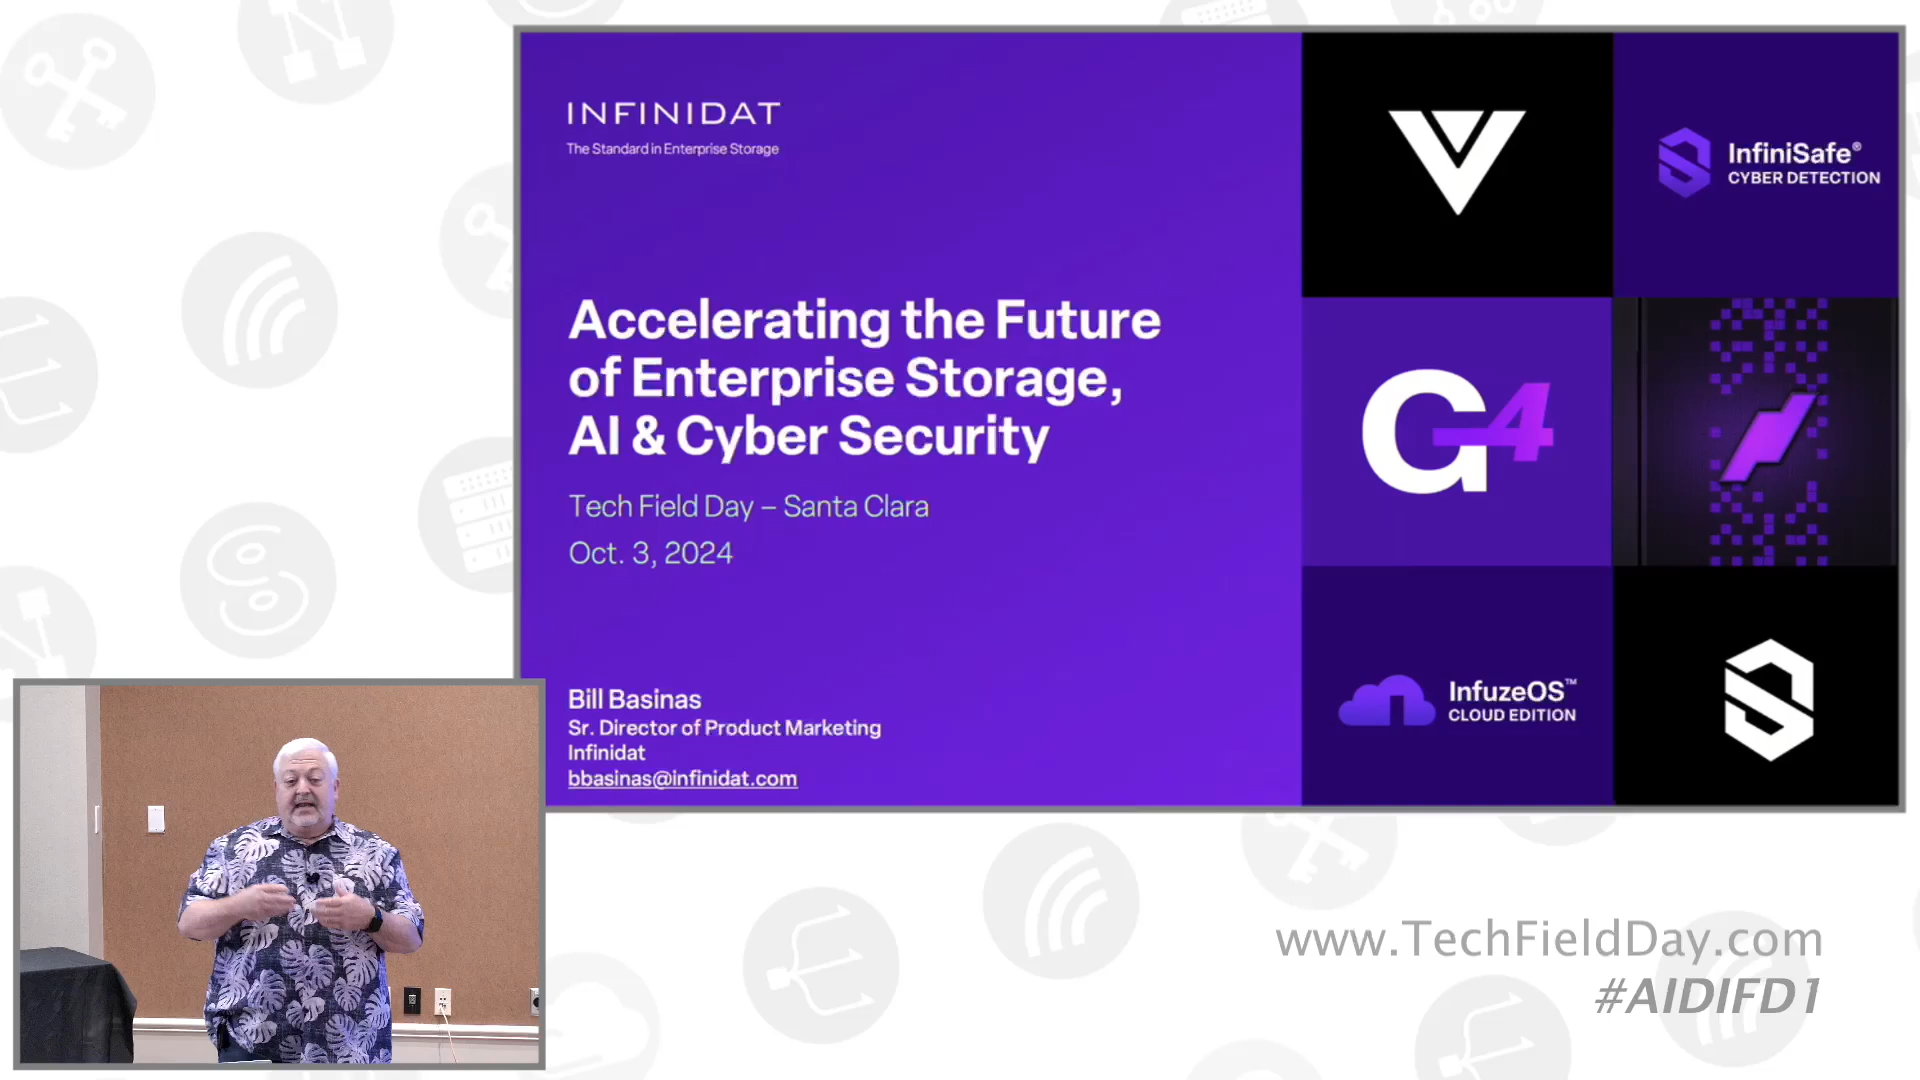 INFINIDAT
The Standard in Enterprise Storage
Accelerating the Future
of Enterprise Storage,
AI & Cyber Security
Tech Field Day – Santa Clara
Oct. 3, 2024
Bill Basinas
Sr. Director of Product Marketing
Infinidat
bbasinas@infinidat.com
InfiniSafe®
CYBER DETECTION
G4
InfuzeOS™
CLOUD EDITION
www.TechFieldDay.com
#AIDIFD1